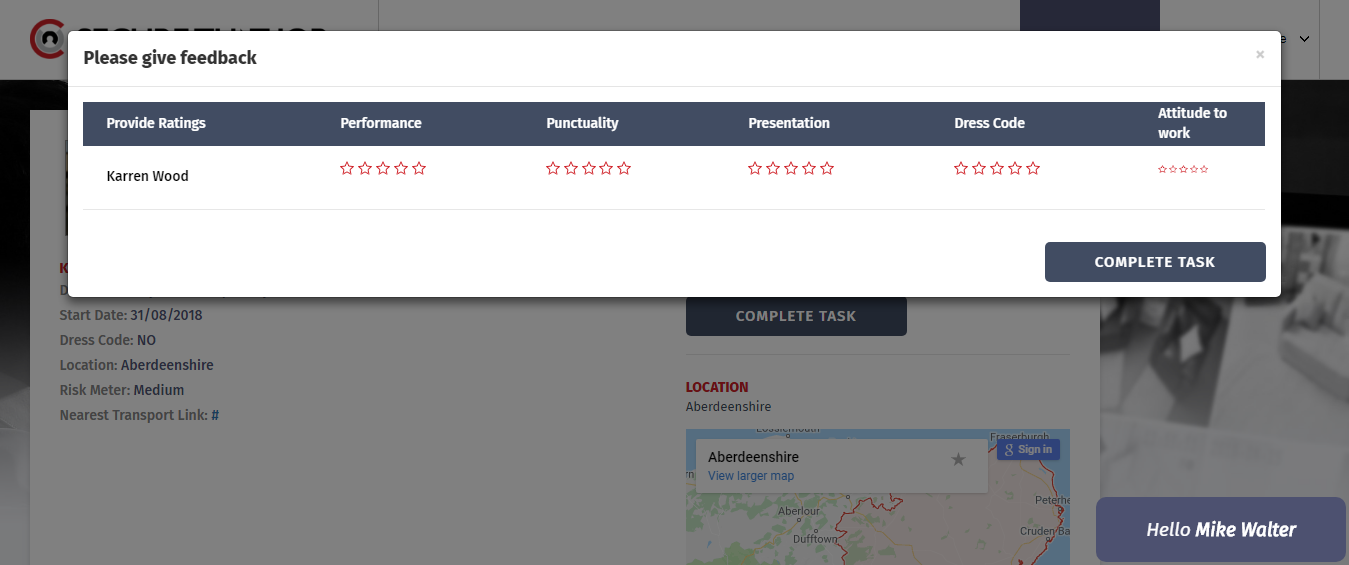 Please give feedback
×
Provide Ratings Performance Punctuality Presentation Dress Code Attitude to work
Karren Wood
COMPLETE TASK
Start Date: 31/08/2018
Dress Code: NO
Location: Aberdeenshire
Risk Meter: Medium
Nearest Transport Link: #
COMPLETE TASK
LOCATION
Aberdeenshire
Aberdeenshire
View larger map
Sign in
Fraserburgh
Aberlour
Dufftown
Peterhe
Cruden Ba
Hello Mike Walter